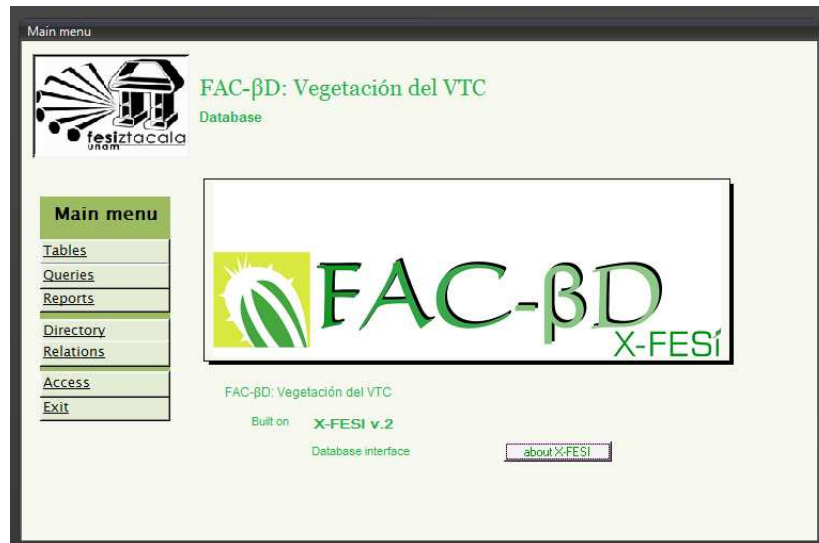 Main menu
fesiztacala
unam
FAC-βD: Vegetación del VTC
Database
Main menu
Tables
Queries
Reports
Directory
Relations
Access
Exit
FAC-βD
X-FESi
FAC-βD: Vegetación del VTC
Built on X-FESI v.2
Database interface
about X-FESI